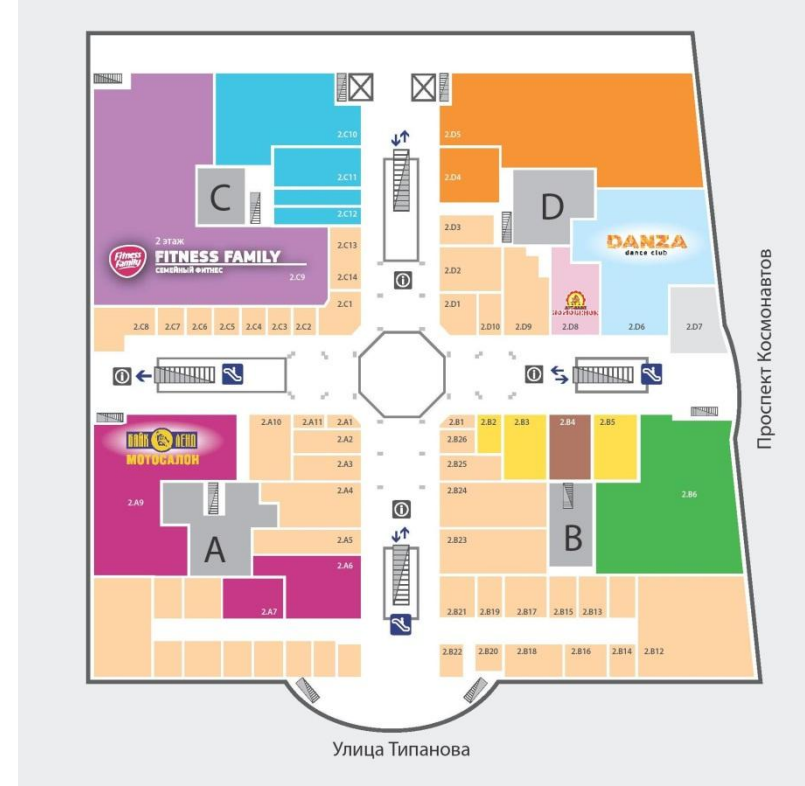 2.C10
2.D5
2.C11
2.D4
C
D
2.C12
2.D3
DANZA
dance club
2 этаж
Fitness
Family
FITNESS FAMILY
СЕМЕЙНЫЙ ФИТНЕС
2.C13
2.C9
2.C14
2.D2
2.C1
2.D1
2.C8
2.C7
2.C6
2.C5
2.C4
2.C3
2.C2
2.D10
2.D9
2.D8
2.D6
2.D7
Проспект Космонавтов
БАЙК
ЛЕНД
МОТОСАЛОН
2.A10
2.A11
2.A1
2.B1
2.B2
2.B3
2.B4
2.B5
2.A2
2.B26
2.A3
2.B25
2.A9
2.A4
2.B24
2.B6
A
2.A5
2.B23
B
2.A6
2.A7
2.B21
2.B19
2.B17
2.B15
2.B13
2.B22
2.B20
2.B18
2.B16
2.B14
2.B12
Улица Типанова